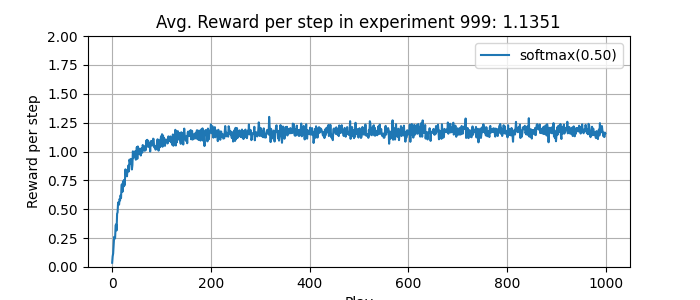 Avg. Reward per step in experiment 999: 1.1351
2.00
softmax(0.50)
1.75
1.50
1.25
1.00
0.75
0.50
0.25
0.00
Reward per step
0 200 400 600 800 1000
Play